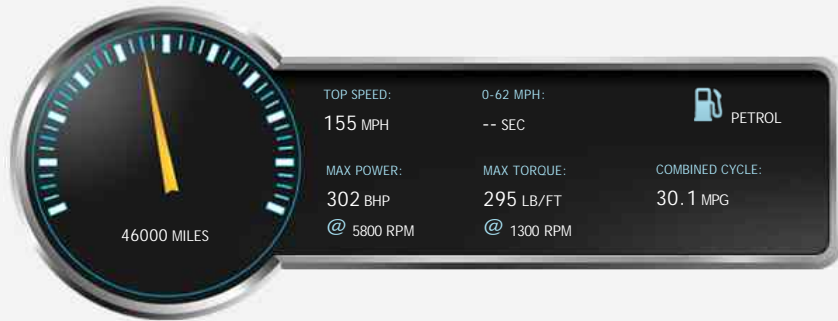 TOP SPEED:
155 MPH
0-62 MPH:
-- SEC
PETROL
MAX POWER:
302 BHP
@ 5800 RPM
MAX TORQUE:
295 LB/FT
@ 1300 RPM
COMBINED CYCLE:
30.1 MPG
46000 MILES